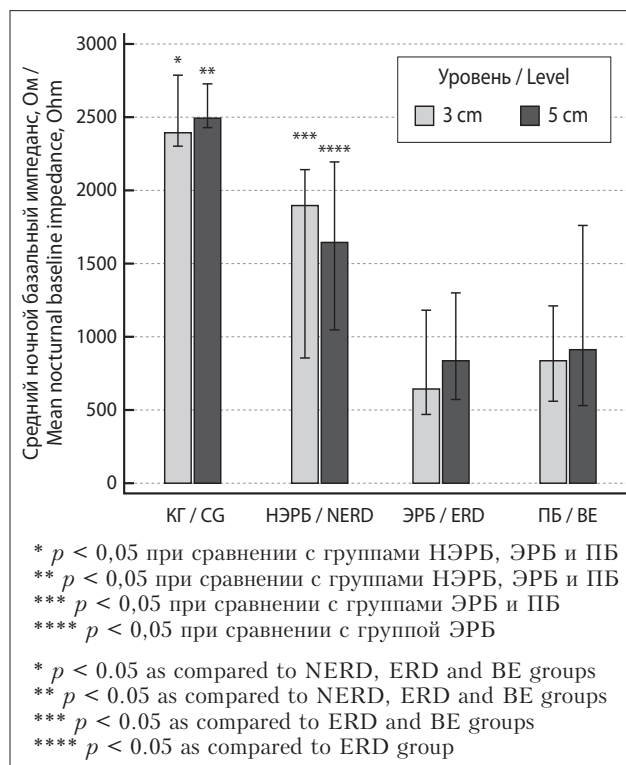 Средний ночной базальный импеданс, Ом /
Mean nocturnal baseline impedance, Ohm
3000
2500
2000
1500
1000
500
0
* ** *** ****
Уровень / Level
3 cm 5 cm
КГ / CG НЭРБ / NERD ЭРБ / ERD ПБ / BE
* p < 0,05 при сравнении с группами НЭРБ, ЭРБ и ПБ
** p < 0,05 при сравнении с группами НЭРБ, ЭРБ и ПБ
*** p < 0,05 при сравнении с группами ЭРБ и ПБ
**** p < 0,05 при сравнении с группой ЭРБ
* p < 0.05 as compared to NERD, ERD and BE groups
** p < 0.05 as compared to NERD, ERD and BE groups
*** p < 0.05 as compared to ERD and BE groups
**** p < 0.05 as compared to ERD group